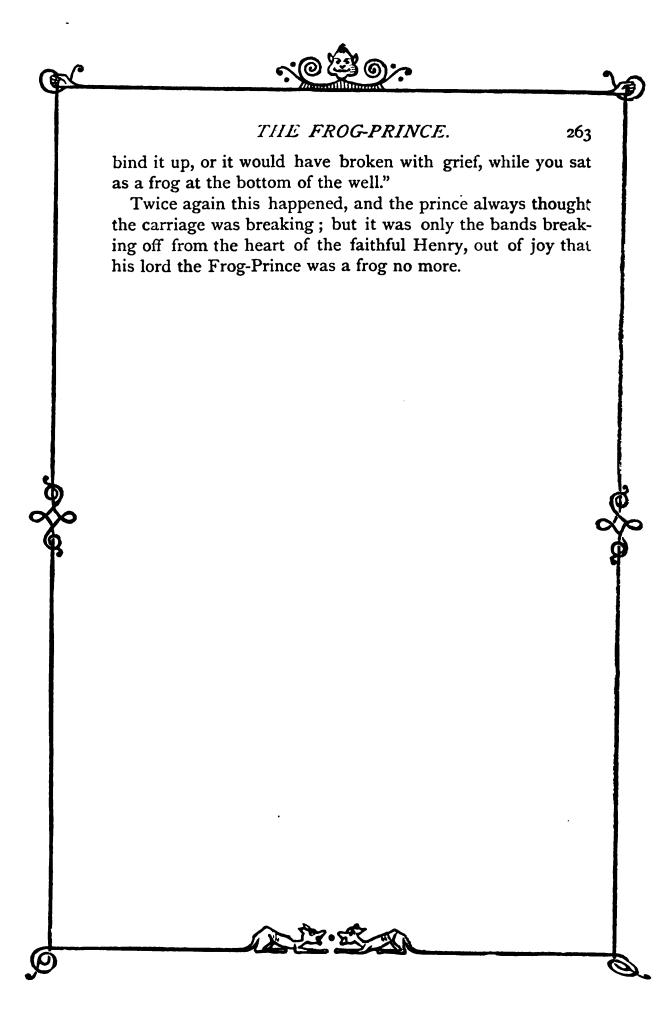 THE FROG-PRINCE. 263
bind it up, or it would have broken with grief, while you sat
as a frog at the bottom of the well.”
Twice again this happened, and the prince always thought
the carriage was breaking ; but it was only the bands break-
ing off from the heart of the faithful Henry, out of joy that
his lord the Frog-Prince was a frog no more.